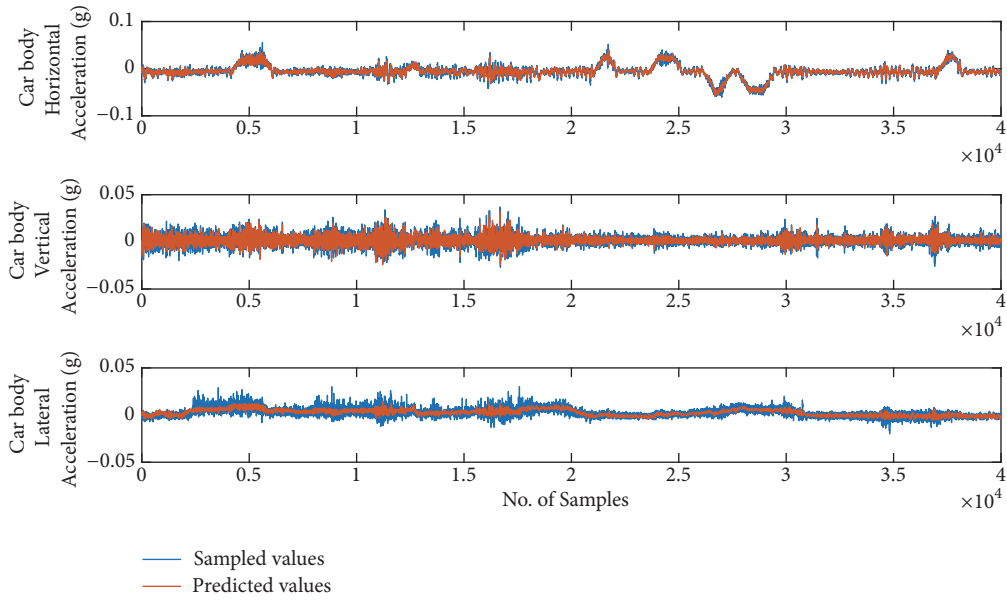 Car body
Horizontal
Acceleration (g)
0.1
0
−0.1
0 0.5 1 1.5 2 2.5 3 3.5 4
×10^4
Car body
Vertical
Acceleration (g)
0.05
0
−0.05
0 0.5 1 1.5 2 2.5 3 3.5 4
×10^4
Car body
Lateral
Acceleration (g)
0.05
0
−0.05
0 0.5 1 1.5 2 2.5 3 3.5 4
No. of Samples
×10^4
Sampled values
Predicted values